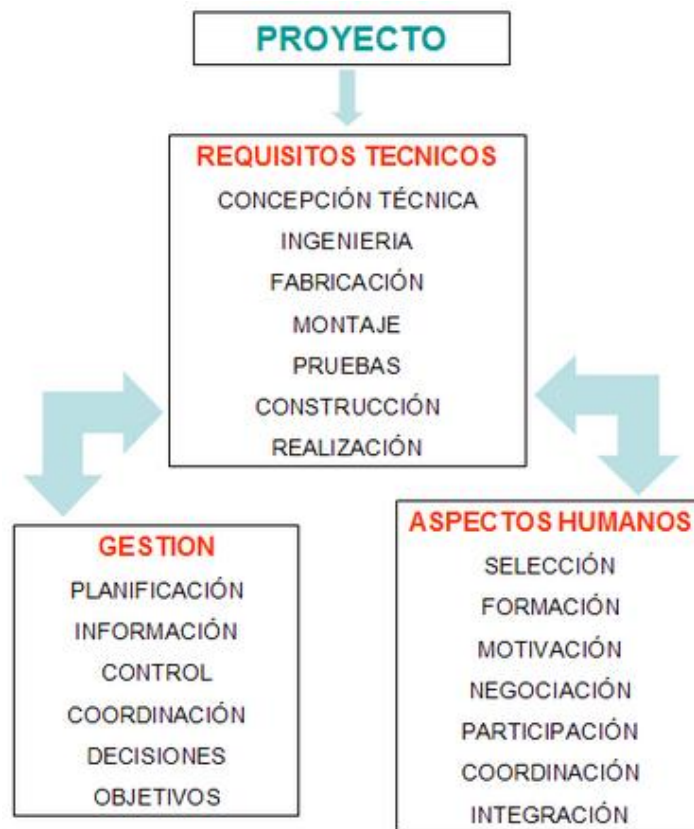 PROYECTO
REQUISITOS TECNICOS
CONCEPCIÓN TÉCNICA
INGENIERIA
FABRICACIÓN
MONTAJE
PRUEBAS
CONSTRUCCIÓN
REALIZACIÓN
GESTION
PLANIFICACIÓN
INFORMACIÓN
CONTROL
COORDINACIÓN
DECISIONES
OBJETIVOS
ASPECTOS HUMANOS
SELECCIÓN
FORMACIÓN
MOTIVACIÓN
NEGOCIACIÓN
PARTICIPACIÓN
COORDINACIÓN
INTEGRACIÓN